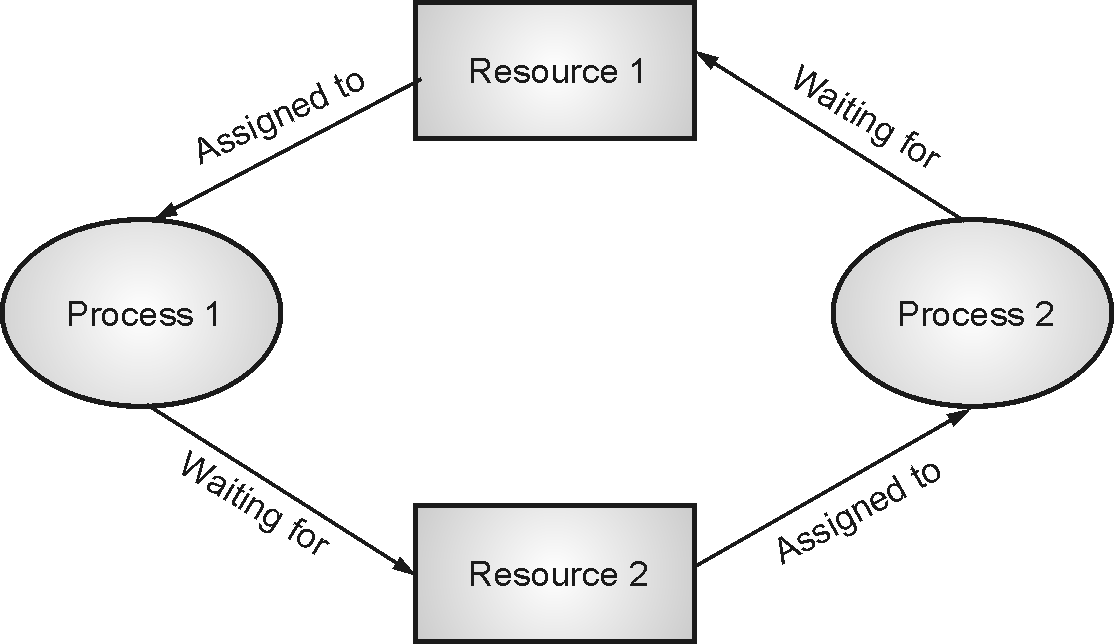 Resource 1
Assigned to
Waiting for
Process 1
Process 2
Waiting for
Assigned to
Resource 2